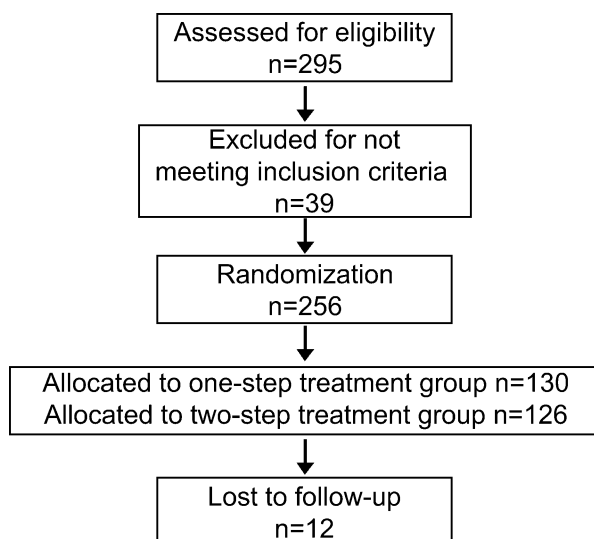 Assessed for eligibility
n=295
Excluded for not
meeting inclusion criteria
n=39
Randomization
n=256
Allocated to one-step treatment group n=130
Allocated to two-step treatment group n=126
Lost to follow-up
n=12